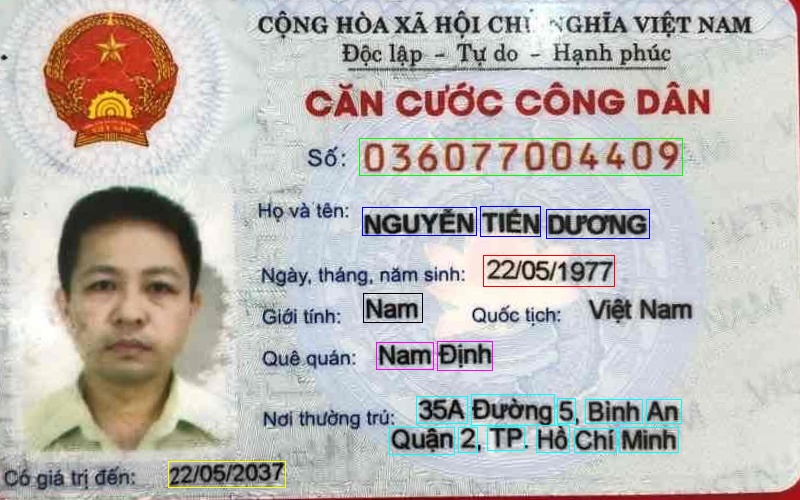 CỘNG HÒA XÃ HỘI CHỦ NGHĨA VIỆT NAM
Độc lập - Tự do - Hạnh phúc
CĂN CƯỚC CÔNG DÂN
Số: 036077004409
Họ và tên: NGUYỄN TIẾN DƯƠNG
Ngày, tháng, năm sinh: 22/05/1977
Giới tính: Nam Quốc tịch: Việt Nam
Quê quán: Nam Định
Nơi thường trú: 35A Đường 5, Bình An
Quận 2, TP. Hồ Chí Minh
Có giá trị đến: 22/05/2037